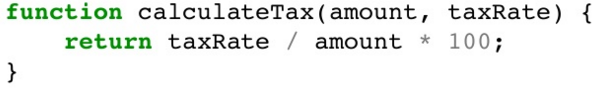 function calculateTax(amount, taxRate) {
    return taxRate / amount * 100;
}